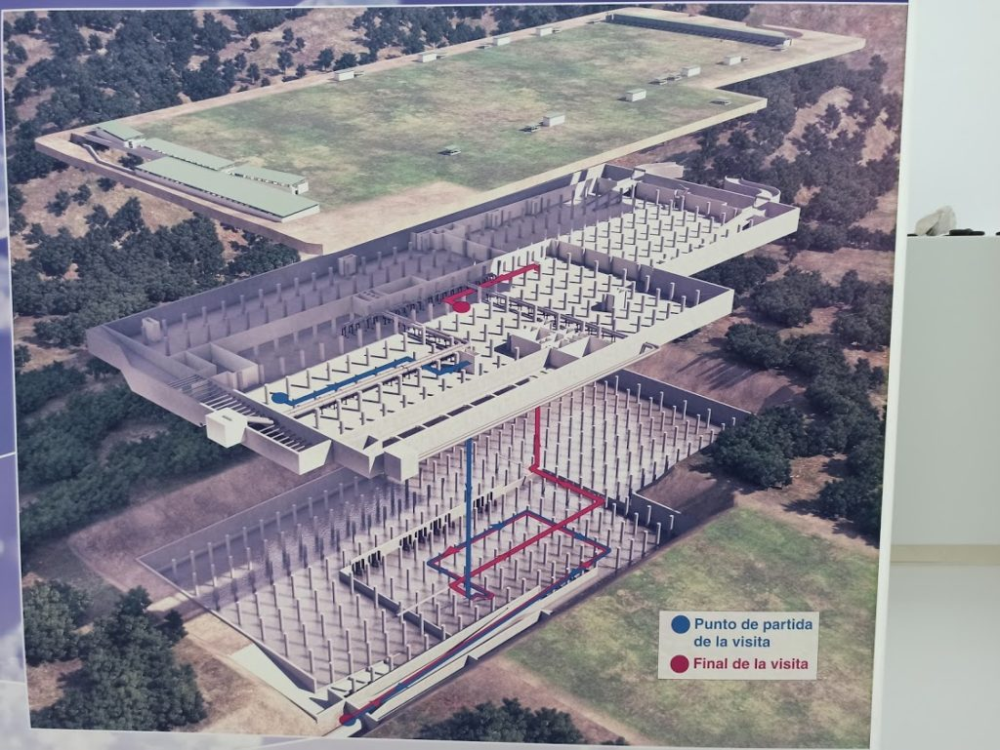 Punto de partida
de la visita
Final de la visita